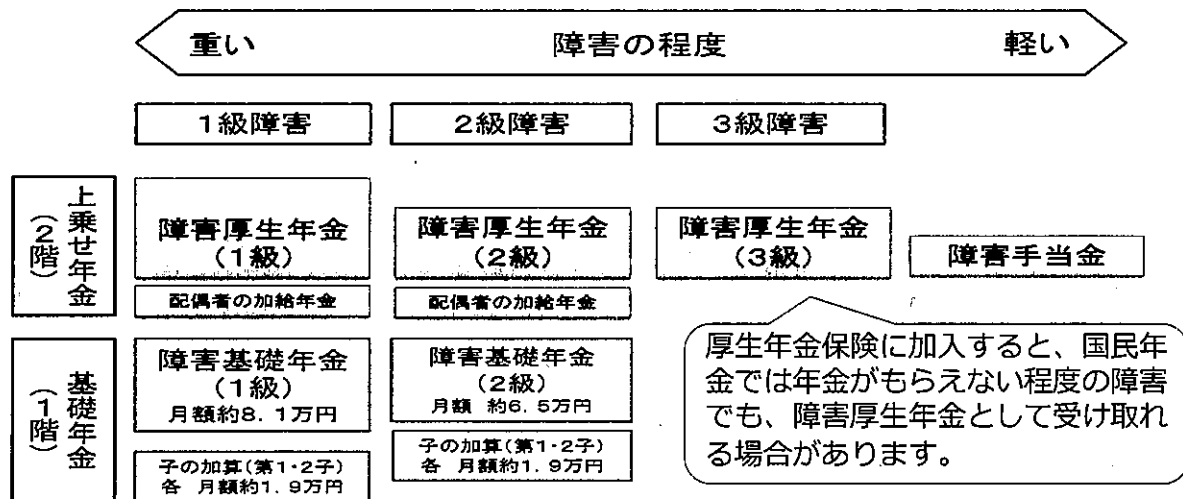 重い 障害の程度 軽い
1級障害 2級障害 3級障害
上乗せ年金
(2階)
障害厚生年金
(1級)
配偶者の加給年金
障害厚生年金
(2級)
配偶者の加給年金
障害厚生年金
(3級)
障害手当金
基礎年金
(1階)
障害基礎年金
(1級)
月額約8.1万円
子の加算(第1・2子)
各 月額約1.9万円
障害基礎年金
(2級)
月額 約6.5万円
子の加算(第1・2子)
各 月額約1.9万円
厚生年金保険に加入すると、国民年
金では年金がもらえない程度の障害
でも、障害厚生年金として受け取れ
る場合があります。